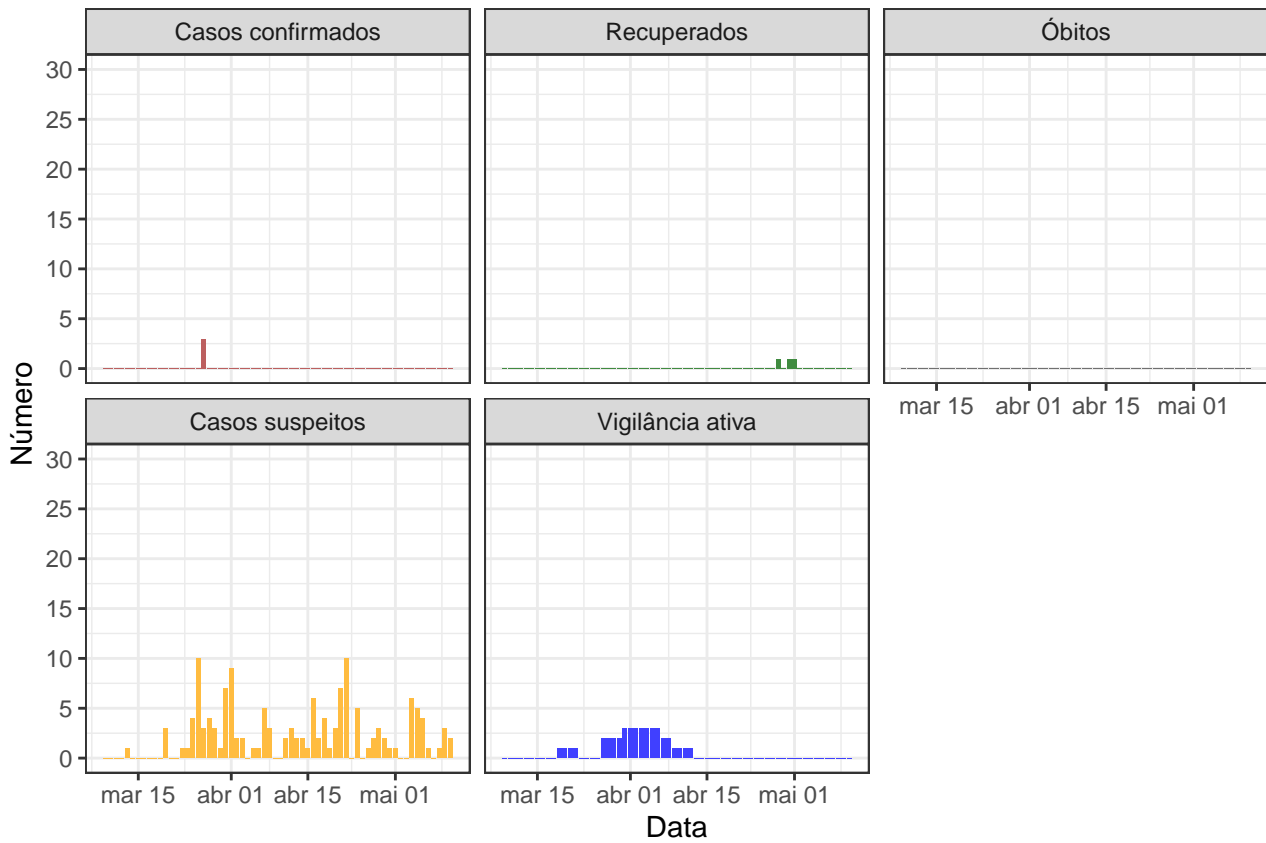 Casos confirmados
Recuperados
Óbitos
30
25
20
15
10
5
0
mar 15 abr 01 abr 15 mai 01
Número
Casos suspeitos
Vigilância ativa
30
25
20
15
10
5
0
mar 15 abr 01 abr 15 mai 01
mar 15 abr 01 abr 15 mai 01
Data